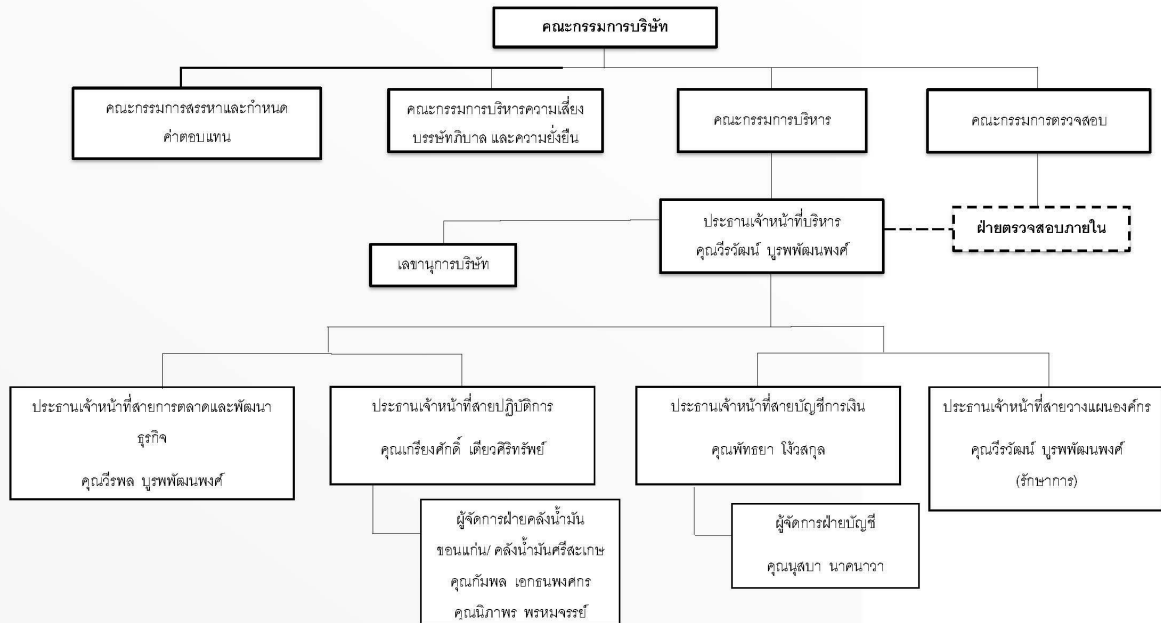 คณะกรรมการบริษัท
คณะกรรมการสรรหาและกำหนด
ค่าตอบแทน
คณะกรรมการบริหารความเสี่ยง
บรรษัทภิบาล และความยั่งยืน
คณะกรรมการบริหาร
คณะกรรมการตรวจสอบ
ประธานเจ้าหน้าที่บริหาร
คุณวีรวัฒน์ บูรพพัฒนพงศ์
ฝ่ายตรวจสอบภายใน
เลขานุการบริษัท
ประธานเจ้าหน้าที่สายการตลาดและพัฒนา
ธุรกิจ
คุณวีรพล บูรพพัฒนพงศ์
ประธานเจ้าหน้าที่สายปฏิบัติการ
คุณเกรียงศักดิ์ เตียวศิริทรัพย์
ประธานเจ้าหน้าที่สายบัญชีการเงิน
คุณพัทธยา โง้วสกุล
ประธานเจ้าหน้าที่สายวางแผนองค์กร
คุณวีรวัฒน์ บูรพพัฒนพงศ์
(รักษาการ)
ผู้จัดการฝ่ายคลังน้ำมัน
ขอนแก่น/ คลังน้ำมันศรีสะเกษ
คุณกัมพล เอกธนพงศกร
คุณนิภาพร พรหมจรรย์
ผู้จัดการฝ่ายบัญชี
คุณนุสบา นาคนาวา